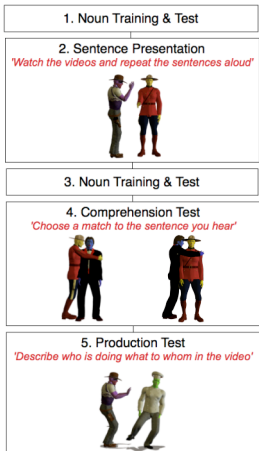 1. Noun Training & Test
2. Sentence Presentation
'Watch the videos and repeat the sentences aloud'
3. Noun Training & Test
4. Comprehension Test
'Choose a match to the sentence you hear'
5. Production Test
'Describe who is doing what to whom in the video'